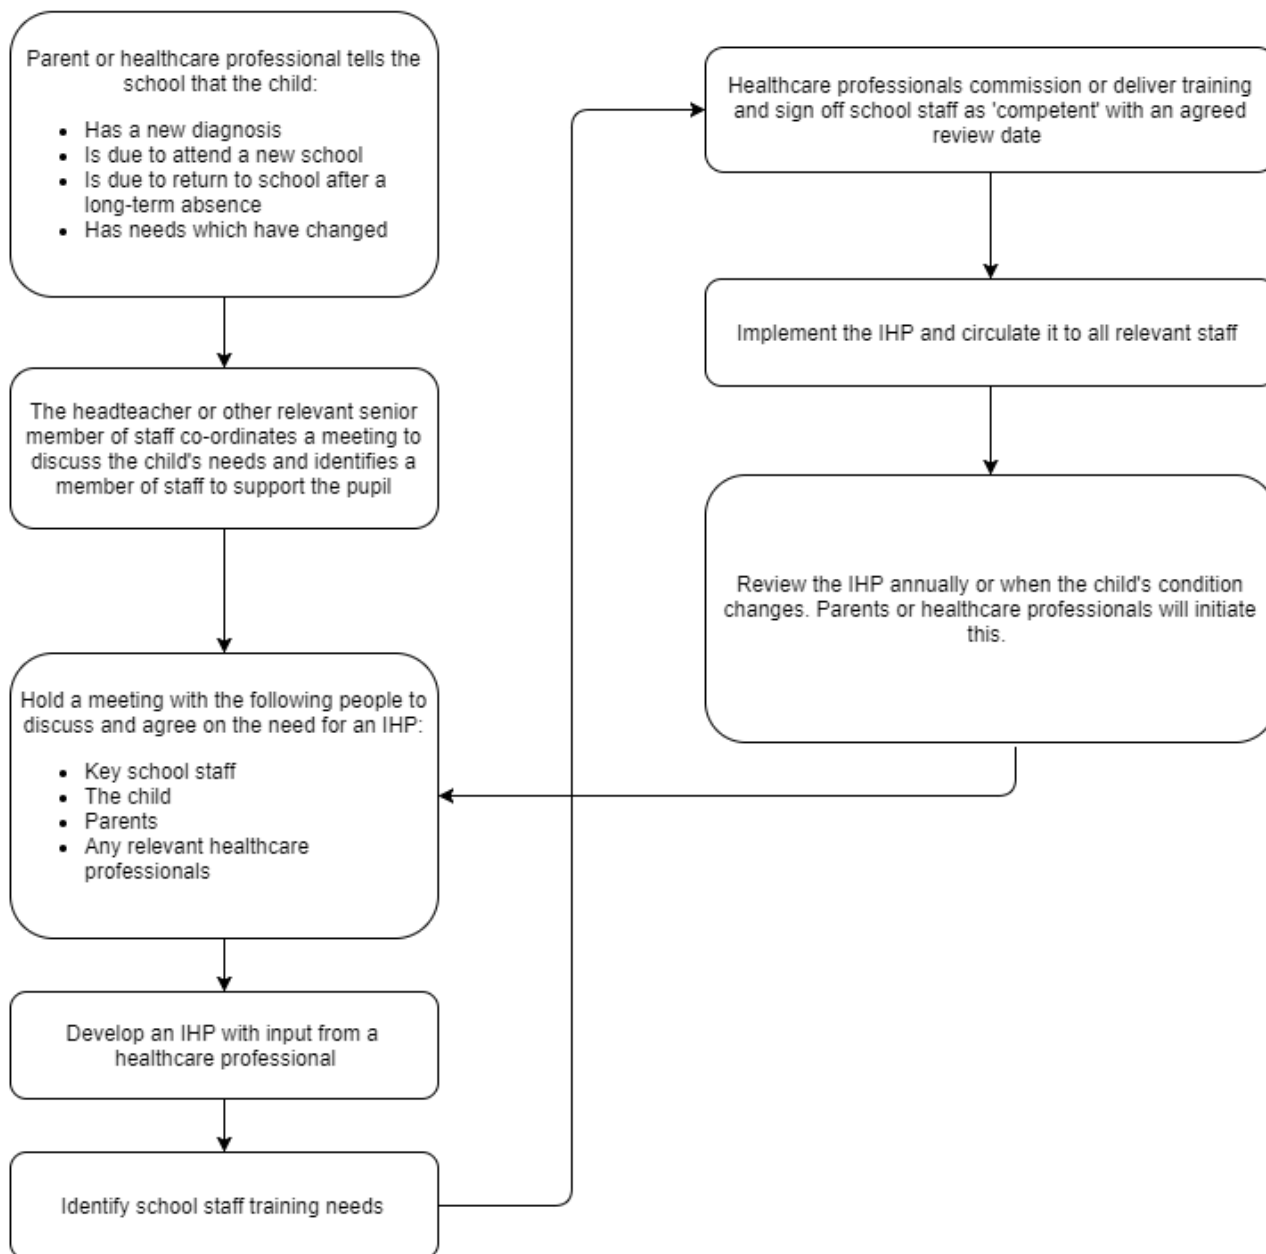 Parent or healthcare professional tells the
school that the child:
• Has a new diagnosis
• Is due to attend a new school
• Is due to return to school after a
long-term absence
• Has needs which have changed
The headteacher or other relevant senior
member of staff co-ordinates a meeting to
discuss the child's needs and identifies a
member of staff to support the pupil
Hold a meeting with the following people to
discuss and agree on the need for an IHP:
• Key school staff
• The child
• Parents
• Any relevant healthcare
professionals
Develop an IHP with input from a
healthcare professional
Identify school staff training needs
Healthcare professionals commission or deliver training
and sign off school staff as 'competent' with an agreed
review date
Implement the IHP and circulate it to all relevant staff
Review the IHP annually or when the child's condition
changes. Parents or healthcare professionals will initiate
this.